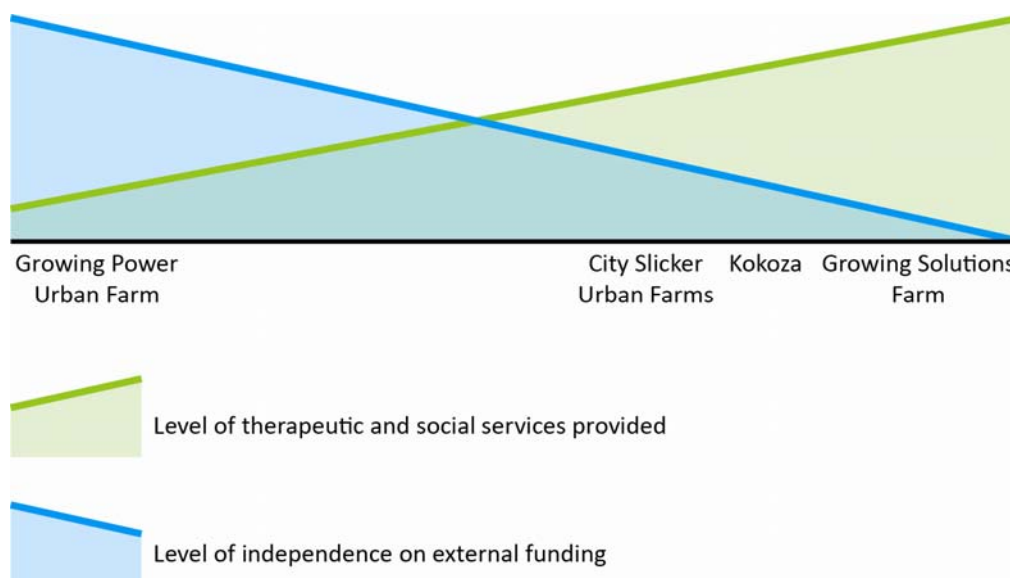 Growing Power
Urban Farm
City Slicker
Urban Farms
Kokoza
Growing Solutions
Farm
Level of therapeutic and social services provided
Level of independence on external funding